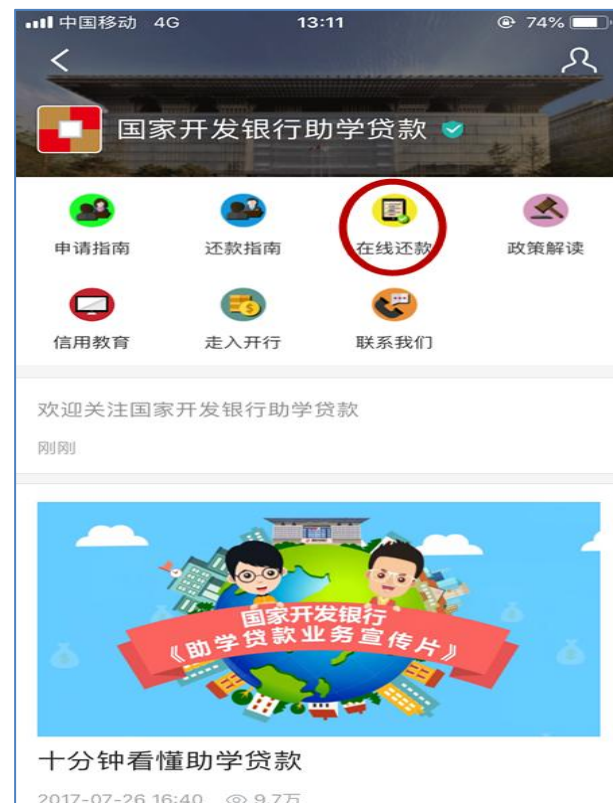 中国移动 4G 13:11 74%
国家开发银行助学贷款
申请指南 还款指南 在线还款 政策解读
信用教育 走入开行 联系我们
欢迎关注国家开发银行助学贷款
刚刚
国家开发银行
《助学贷款业务宣传片》
十分钟看懂助学贷款
2017-07-26 16:40 9.7万